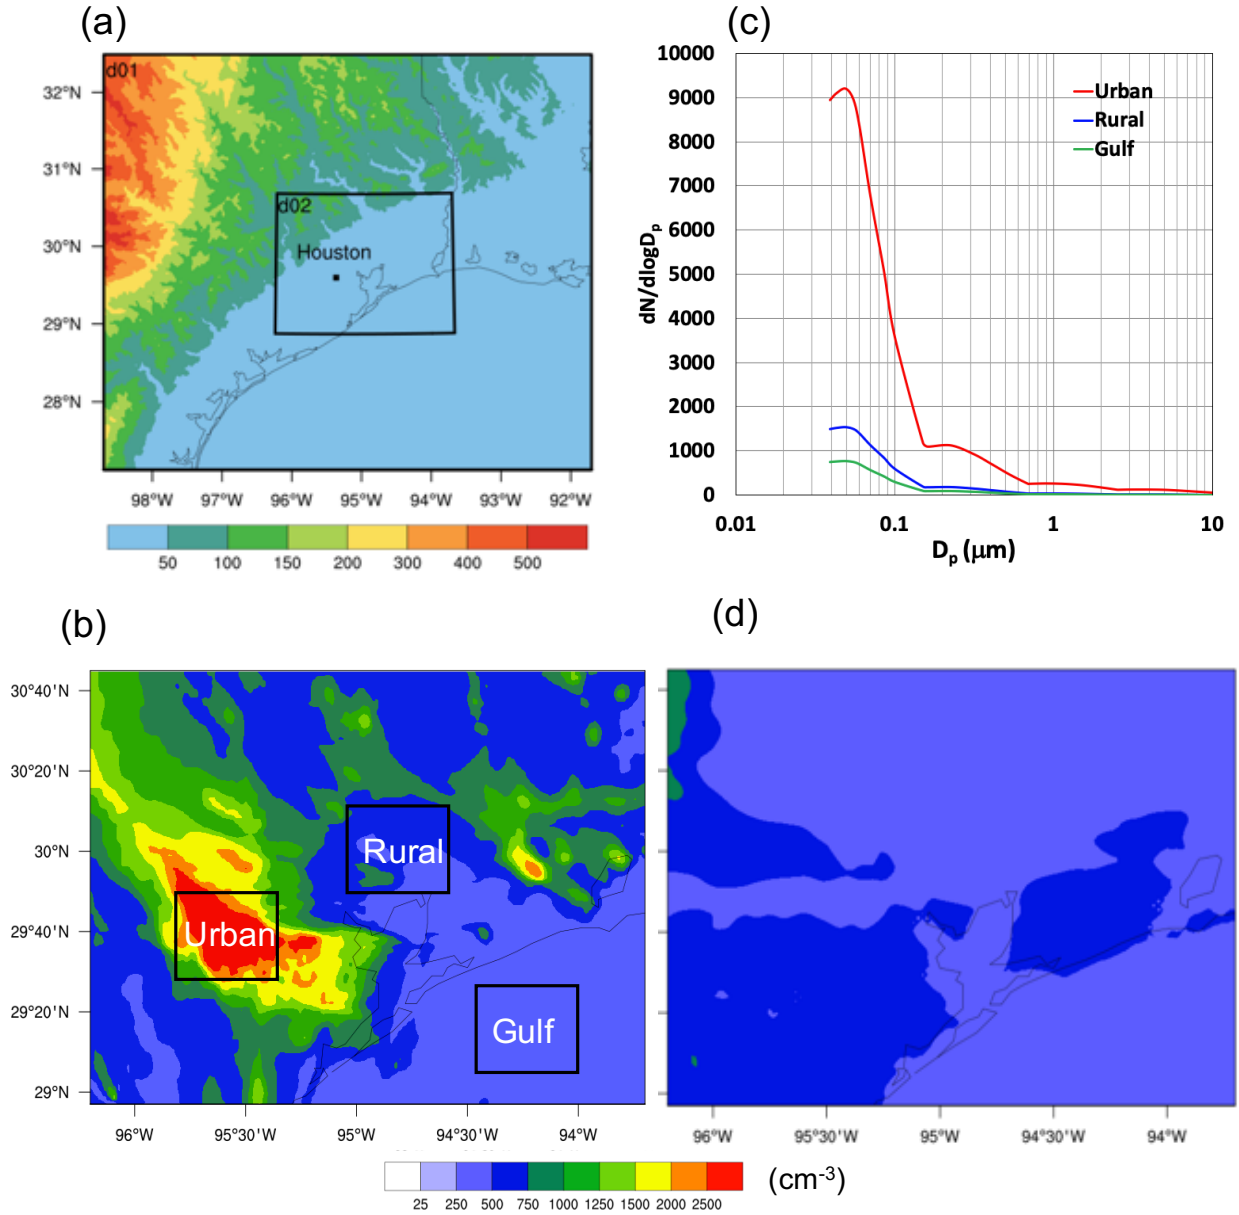 (a)
d01
d02
Houston
32°N
31°N
30°N
29°N
28°N
98°W 97°W 96°W 95°W 94°W 93°W 92°W
50 100 150 200 300 400 500
(c)
10000
9000
8000
7000
6000
5000
4000
3000
2000
1000
0
dN/dlogDp
Urban
Rural
Gulf
0.01 0.1 1 10
Dp (μm)
(b)
30°40'N
30°20'N
30°N
29°40'N
29°20'N
29°N
Rural
Urban
Gulf
96°W 95°30'W 95°W 94°30'W 94°W
(d)
96°W 95°30'W 95°W 94°30'W 94°W
25 250 500 750 1000 1250 1500 2000 2500
(cm-3)